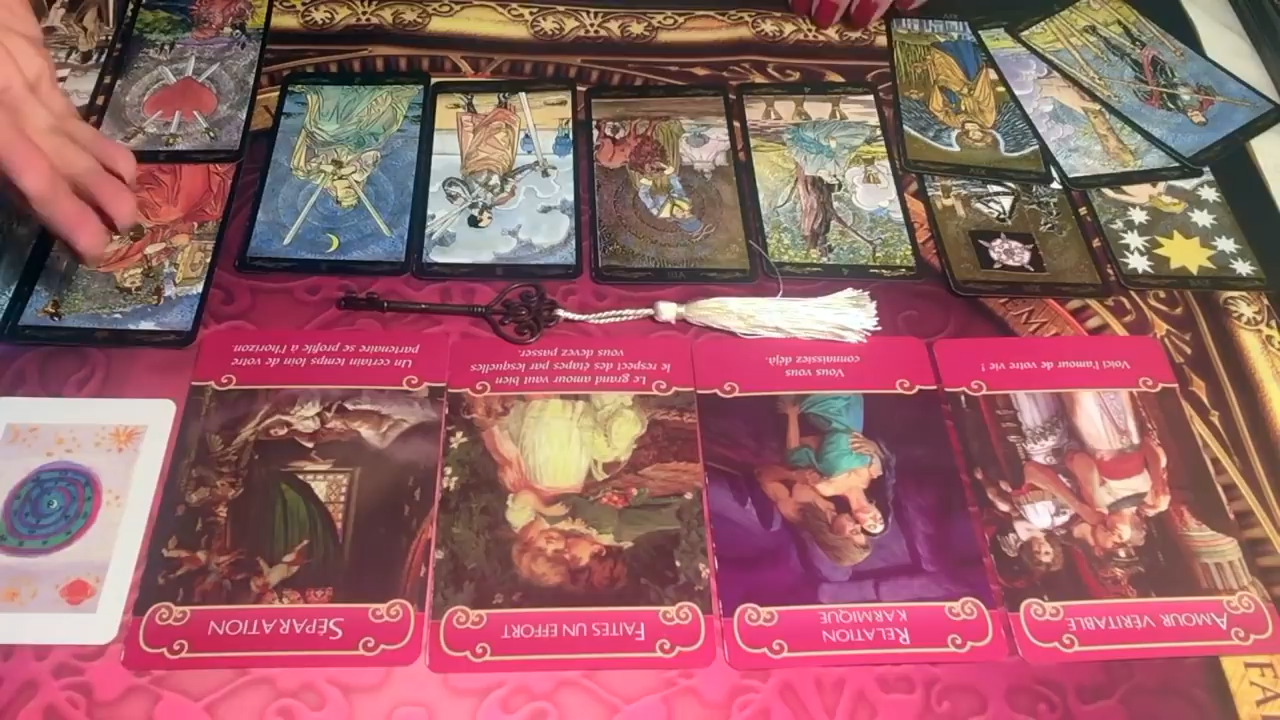 Un certain temps loin de votre
partenaire se profile à l'horizon.
SÉPARATION
Le grand amour vaut bien
le respect des étapes par lesquelles
vous devez passer.
FAITES UN EFFORT
Vous vous
connaissiez déjà.
RELATION
KARMIQUE
Voici l'amour de votre vie !
AMOUR VÉRITABLE
XIV